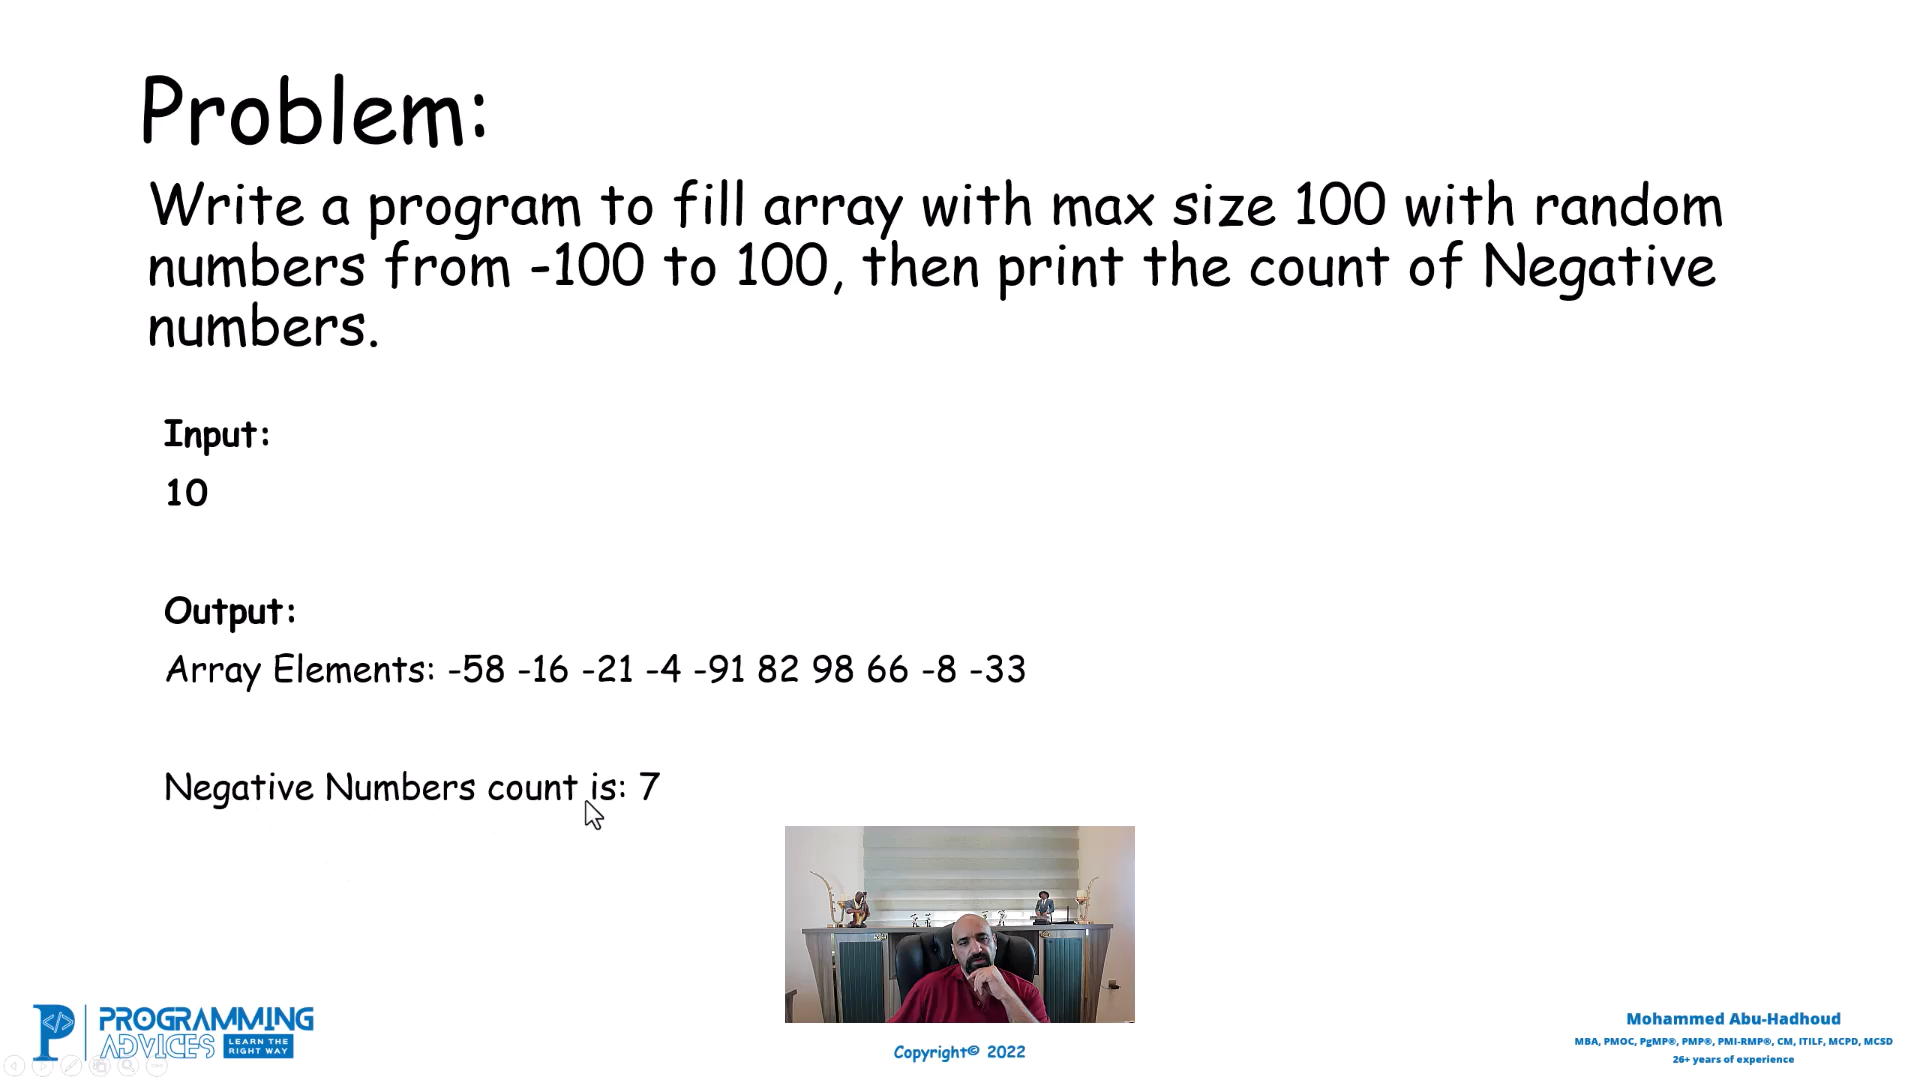 Problem:
Write a program to fill array with max size 100 with random
numbers from -100 to 100, then print the count of Negative
numbers.
Input:
10
Output:
Array Elements: -58 -16 -21 -4 -91 82 98 66 -8 -33
Negative Numbers count is: 7
PROGRAMMING
ADVICES
LEARN THE
RIGHT WAY
Copyright© 2022
Mohammed Abu-Hadhoud
MBA, PMOC, PgMP®, PMP®, PMI-RMP®, CM, ITILF, MCPD, MCSD
26+ years of experience